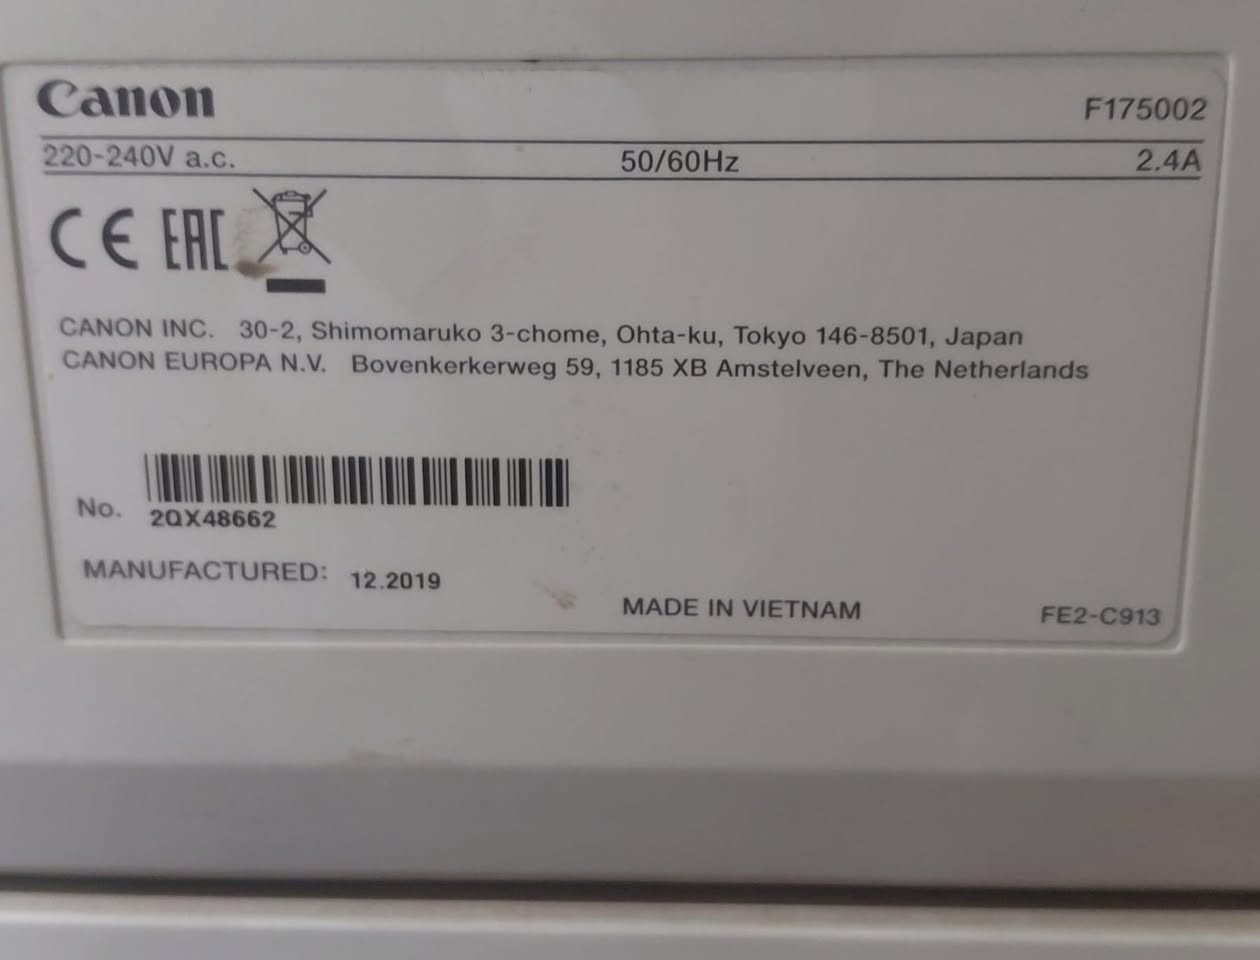 Canon F175002
220-240V a.c. 50/60Hz 2.4A
CE EAC
CANON INC. 30-2, Shimomaruko 3-chome, Ohta-ku, Tokyo 146-8501, Japan
CANON EUROPA N.V. Bovenkerkerweg 59, 1185 XB Amstelveen, The Netherlands
No. 2QX48662
MANUFACTURED: 12.2019
MADE IN VIETNAM FE2-C913